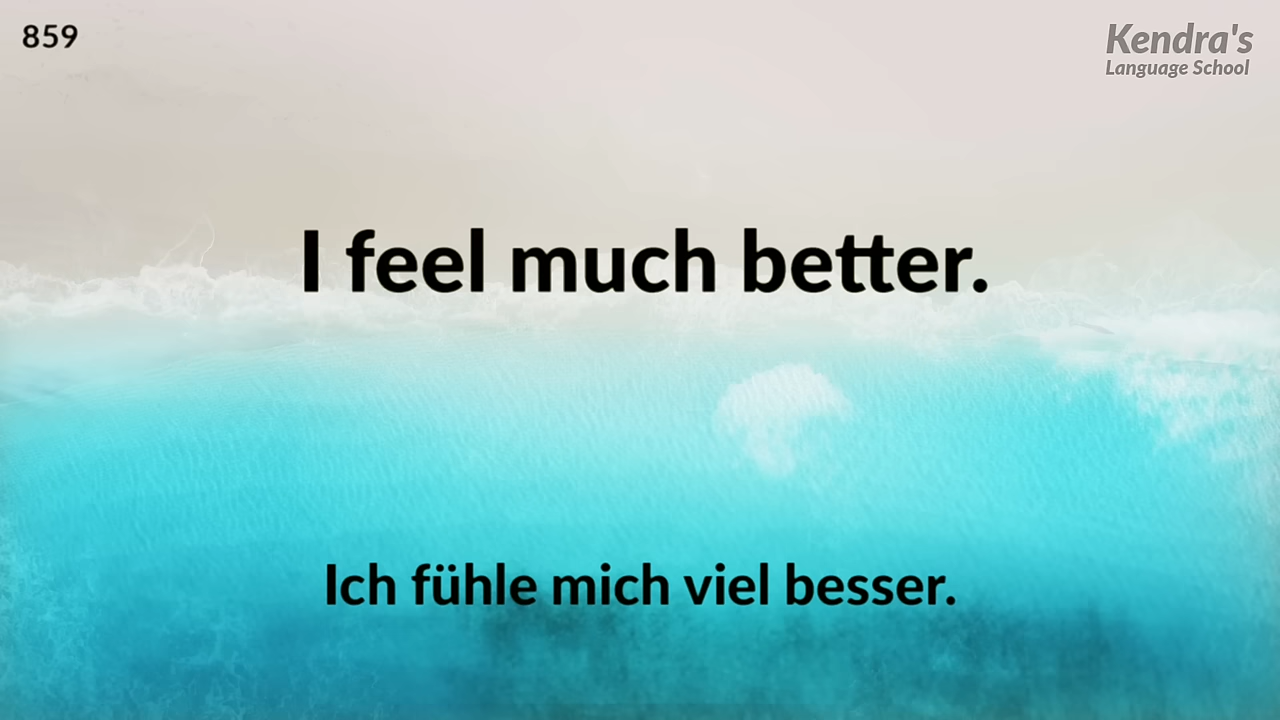 859
Kendra's
Language School
I feel much better.
Ich fühle mich viel besser.